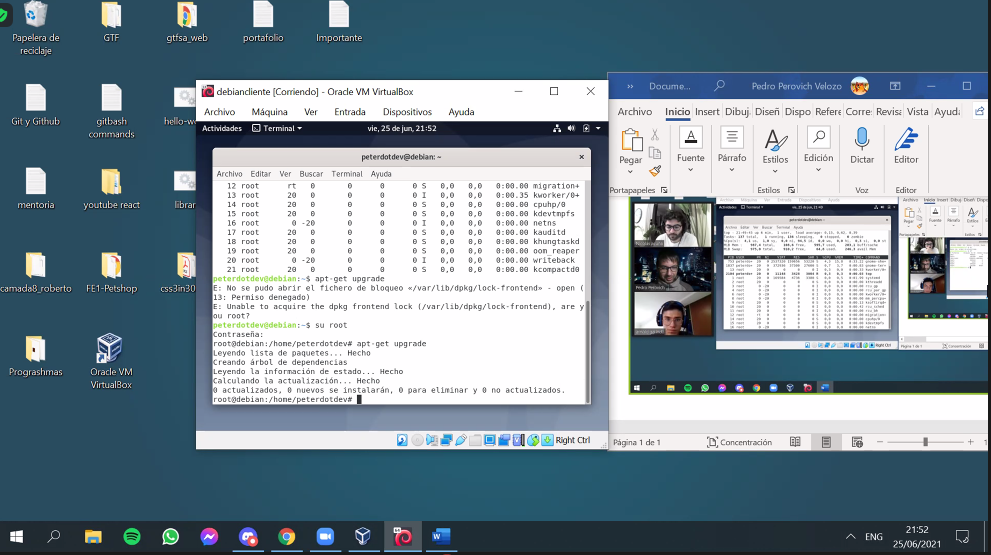 Papelera de
reciclaje
GTF
gtfsa_web
portafolio
Importante
Git y Github
gitbash
commands
hello-wo
mentoria
youtube react
librar
camada8_roberto
FE1-Petshop
css3in30
Prograshmas
Oracle VM
VirtualBox
debiancliente [Corriendo] - Oracle VM VirtualBox
Archivo Máquina Ver Entrada Dispositivos Ayuda
Actividades Terminal vie, 25 de jun, 21:52
peterdotdev@debian: ~
Archivo Editar Ver Buscar Terminal Ayuda
12 root rt 0 0 0 0 S 0,0 0,0 0:00.00 migration+
13 root 20 0 0 0 0 I 0,0 0,0 0:00.35 kworker/0+
14 root 20 0 0 0 0 S 0,0 0,0 0:00.00 cpuhp/0
15 root 20 0 0 0 0 S 0,0 0,0 0:00.00 kdevtmpfs
16 root 0 -20 0 0 0 I 0,0 0,0 0:00.00 netns
17 root 20 0 0 0 0 S 0,0 0,0 0:00.00 kauditd
18 root 20 0 0 0 0 S 0,0 0,0 0:00.00 khungtaskd
19 root 20 0 0 0 0 S 0,0 0,0 0:00.00 oom_reaper
20 root 0 -20 0 0 0 I 0,0 0,0 0:00.00 writeback
21 root 20 0 0 0 0 S 0,0 0,0 0:00.00 kcompactd0
peterdotdev@debian:~$ apt-get upgrade
E: No se pudo abrir el fichero de bloqueo «/var/lib/dpkg/lock-frontend» - open (
13: Permiso denegado)
E: Unable to acquire the dpkg frontend lock (/var/lib/dpkg/lock-frontend), are y
ou root?
peterdotdev@debian:~$ su root
Contraseña:
root@debian:/home/peterdotdev# apt-get upgrade
Leyendo lista de paquetes... Hecho
Creando árbol de dependencias
Leyendo la información de estado... Hecho
Calculando la actualización... Hecho
0 actualizados, 0 nuevos se instalarán, 0 para eliminar y 0 no actualizados.
root@debian:/home/peterdotdev#
Right Ctrl
Docume... Pedro Perovich Velozo
Archivo Inicio Insert Dibuj Diseñ Dispo Refere Corre Revisa Vista Ayuda
Pegar Fuente Párrafo Estilos Edición Dictar Editor
Portapapeles Estilos Voz Editor
Página 1 de 1 Concentración
ENG
21:52
25/06/2021